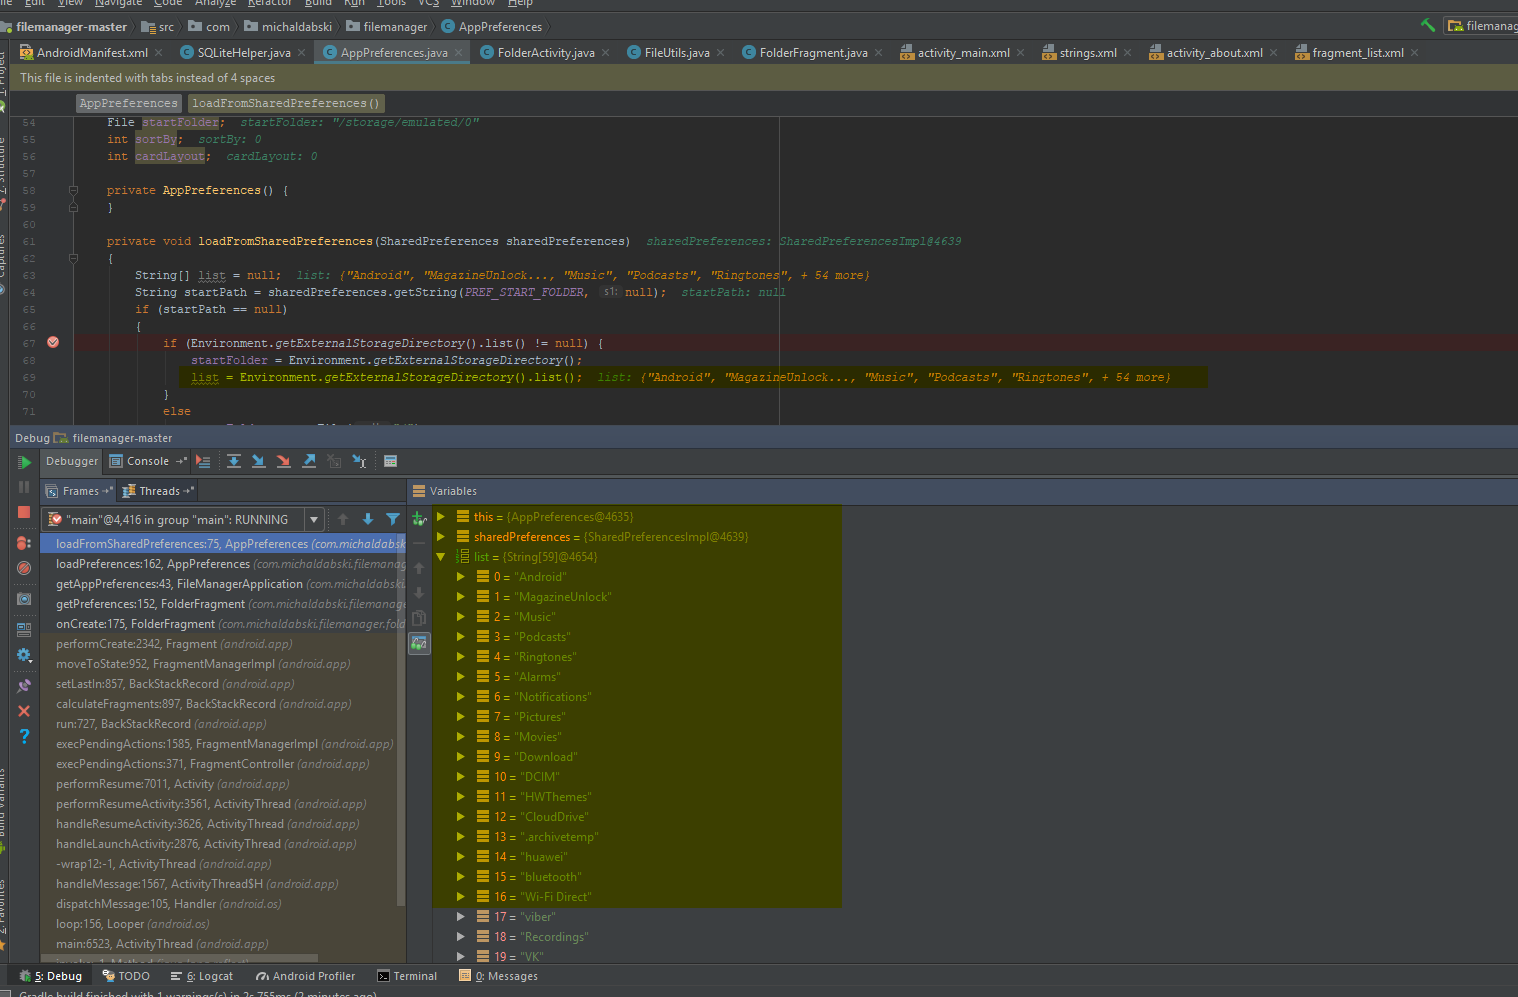 File Edit View Navigate Code Analyze Refactor Build Run Tools VCS Window Help
filemanager-master src com michaldabski filemanager AppPreferences
AndroidManifest.xml SQLiteHelper.java AppPreferences.java FolderActivity.java FileUtils.java FolderFragment.java activity_main.xml strings.xml activity_about.xml fragment_list.xml
This file is indented with tabs instead of 4 spaces
AppPreferences loadFromSharedPreferences()
54 File startFolder; startFolder: "/storage/emulated/0"
55 int sortBy; sortBy: 0
56 int cardLayout; cardLayout: 0
57
58 private AppPreferences() {
59 }
60
61 private void loadFromSharedPreferences(SharedPreferences sharedPreferences) sharedPreferences: SharedPreferencesImpl@4639
62 {
63 String[] list = null; list: {"Android", "MagazineUnlock..., "Music", "Podcasts", "Ringtones", + 54 more}
64 String startPath = sharedPreferences.getString(PREF_START_FOLDER, s1: null); startPath: null
65 if (startPath == null)
66 {
67 if (Environment.getExternalStorageDirectory().list() != null) {
68 startFolder = Environment.getExternalStorageDirectory();
69 list = Environment.getExternalStorageDirectory().list(); list: {"Android", "MagazineUnlock..., "Music", "Podcasts", "Ringtones", + 54 more}
70 }
71 else
Debug filemanager-master
Debugger Console
Frames Threads Variables
"main"@4,416 in group "main": RUNNING
loadFromSharedPreferences:75, AppPreferences (com.michaldabsk
loadPreferences:162, AppPreferences (com.michaldabski.filemanag
getAppPreferences:43, FileManagerApplication (com.michaldabski.
getPreferences:152, FolderFragment (com.michaldabski.filemanage
onCreate:175, FolderFragment (com.michaldabski.filemanager.fold
performCreate:2342, Fragment (android.app)
moveToState:952, FragmentManagerImpl (android.app)
setLastIn:857, BackStackRecord (android.app)
calculateFragments:897, BackStackRecord (android.app)
run:727, BackStackRecord (android.app)
execPendingActions:1585, FragmentManagerImpl (android.app)
execPendingActions:371, FragmentController (android.app)
performResume:7011, Activity (android.app)
performResumeActivity:3561, ActivityThread (android.app)
handleResumeActivity:3626, ActivityThread (android.app)
handleLaunchActivity:2876, ActivityThread (android.app)
-wrap12:-1, ActivityThread (android.app)
handleMessage:1567, ActivityThread$H (android.app)
dispatchMessage:105, Handler (android.os)
loop:156, Looper (android.os)
main:6523, ActivityThread (android.app)
this = {AppPreferences@4635}
sharedPreferences = {SharedPreferencesImpl@4639}
list = {String[59]@4654}
0 = "Android"
1 = "MagazineUnlock"
2 = "Music"
3 = "Podcasts"
4 = "Ringtones"
5 = "Alarms"
6 = "Notifications"
7 = "Pictures"
8 = "Movies"
9 = "Download"
10 = "DCIM"
11 = "HWThemes"
12 = "CloudDrive"
13 = ".archivetemp"
14 = "huawei"
15 = "bluetooth"
16 = "Wi-Fi Direct"
17 = "viber"
18 = "Recordings"
19 = "VK"
5: Debug TODO 6: Logcat Android Profiler Terminal 0: Messages
Gradle build finished with 1 warnings(s) in 2s 755ms (2 minutes ago)